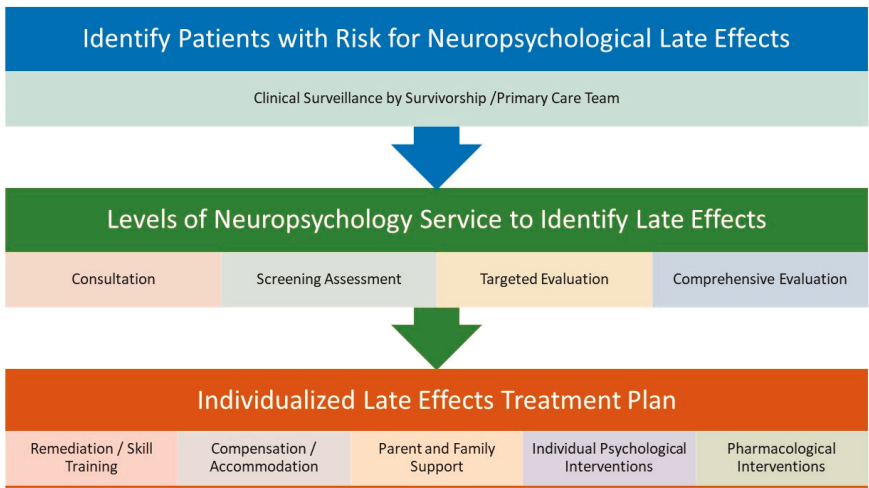 Identify Patients with Risk for Neuropsychological Late Effects
Clinical Surveillance by Survivorship /Primary Care Team
Levels of Neuropsychology Service to Identify Late Effects
Consultation
Screening Assessment
Targeted Evaluation
Comprehensive Evaluation
Individualized Late Effects Treatment Plan
Remediation / Skill
Training
Compensation /
Accommodation
Parent and Family
Support
Individual Psychological
Interventions
Pharmacological
Interventions